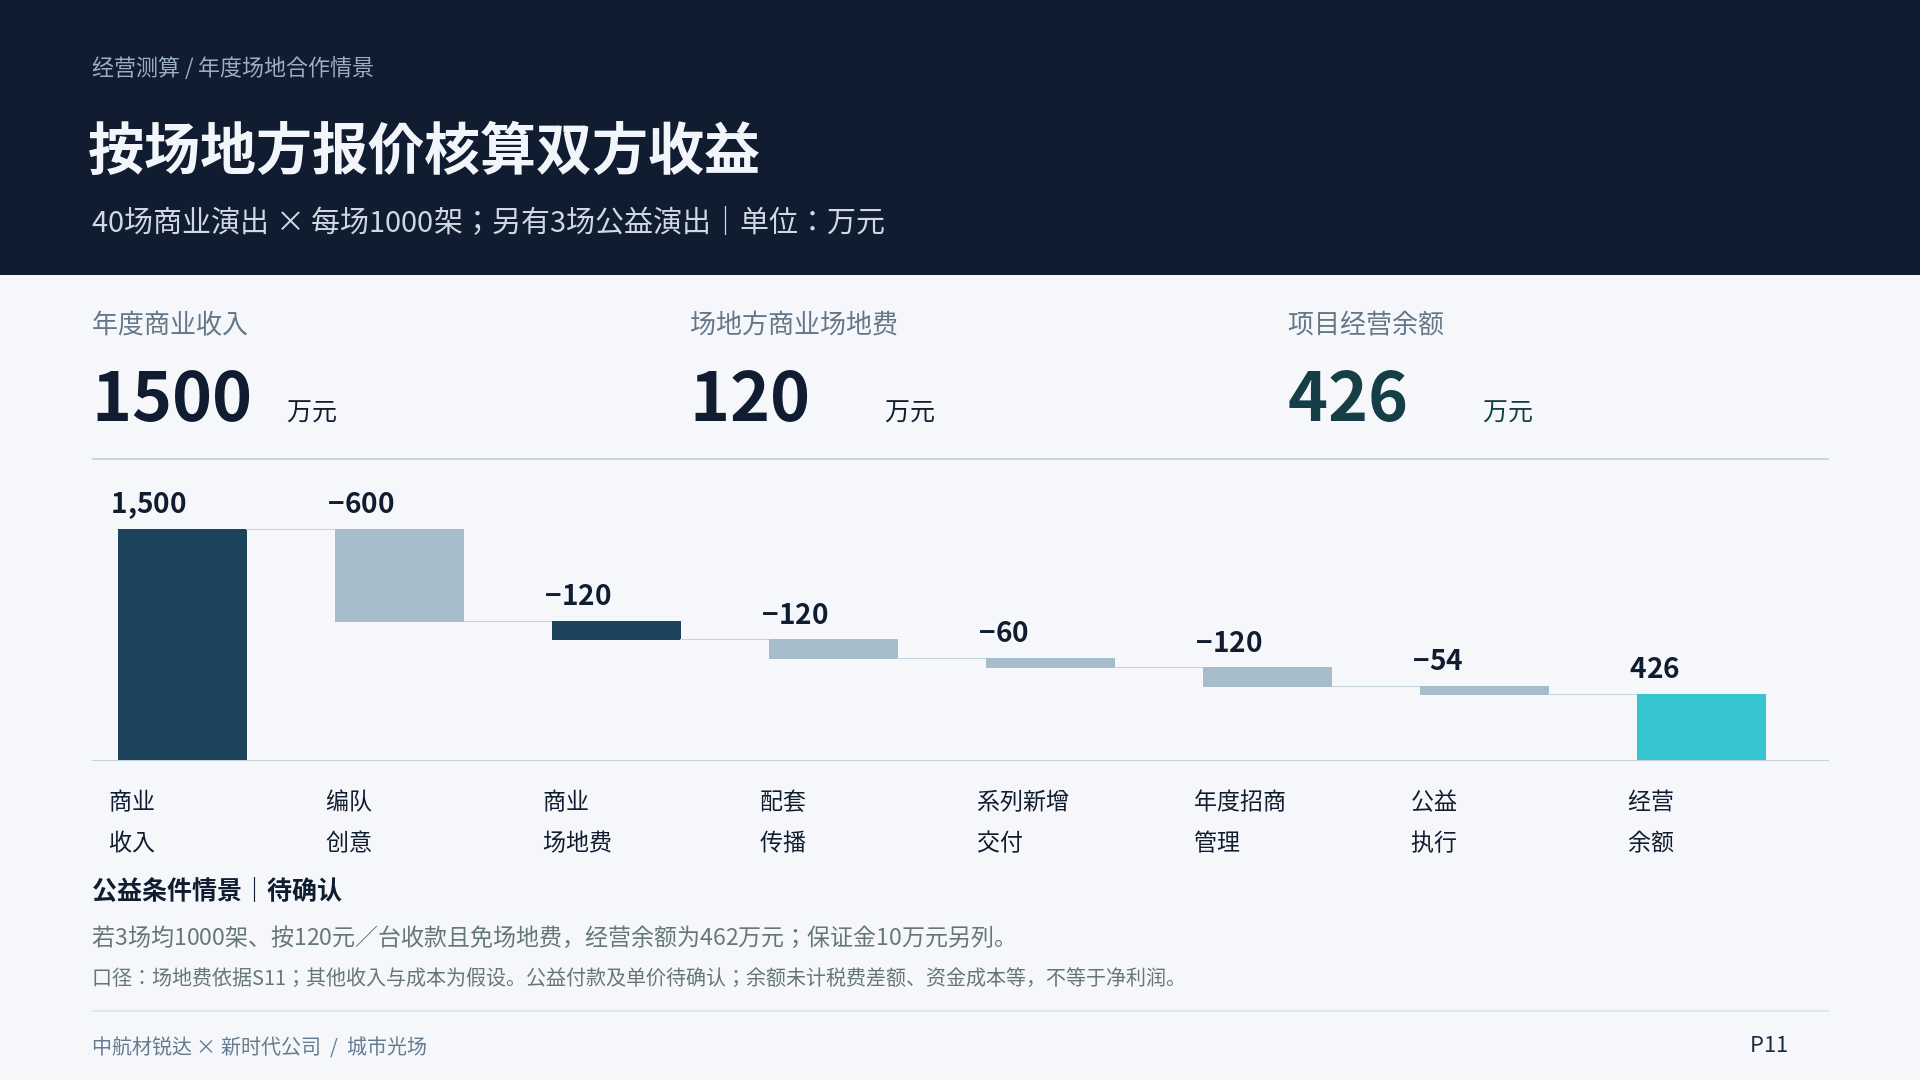 经营测算 / 年度场地合作情景
按场地方报价核算双方收益
40场商业演出 × 每场1000架；另有3场公益演出｜单位：万元
年度商业收入
1500 万元
场地方商业场地费
120 万元
项目经营余额
426 万元
1,500
−600
−120
−120
−60
−120
−54
426
商业
收入
编队
创意
商业
场地费
配套
传播
系列新增
交付
年度招商
管理
公益
执行
经营
余额
公益条件情景｜待确认
若3场均1000架、按120元／台收款且免场地费，经营余额为462万元；保证金10万元另列。
口径：场地费依据S11；其他收入与成本为假设。公益付款及单价待确认；余额未计税费差额、资金成本等，不等于净利润。
中航材锐达 × 新时代公司 / 城市光场
P11